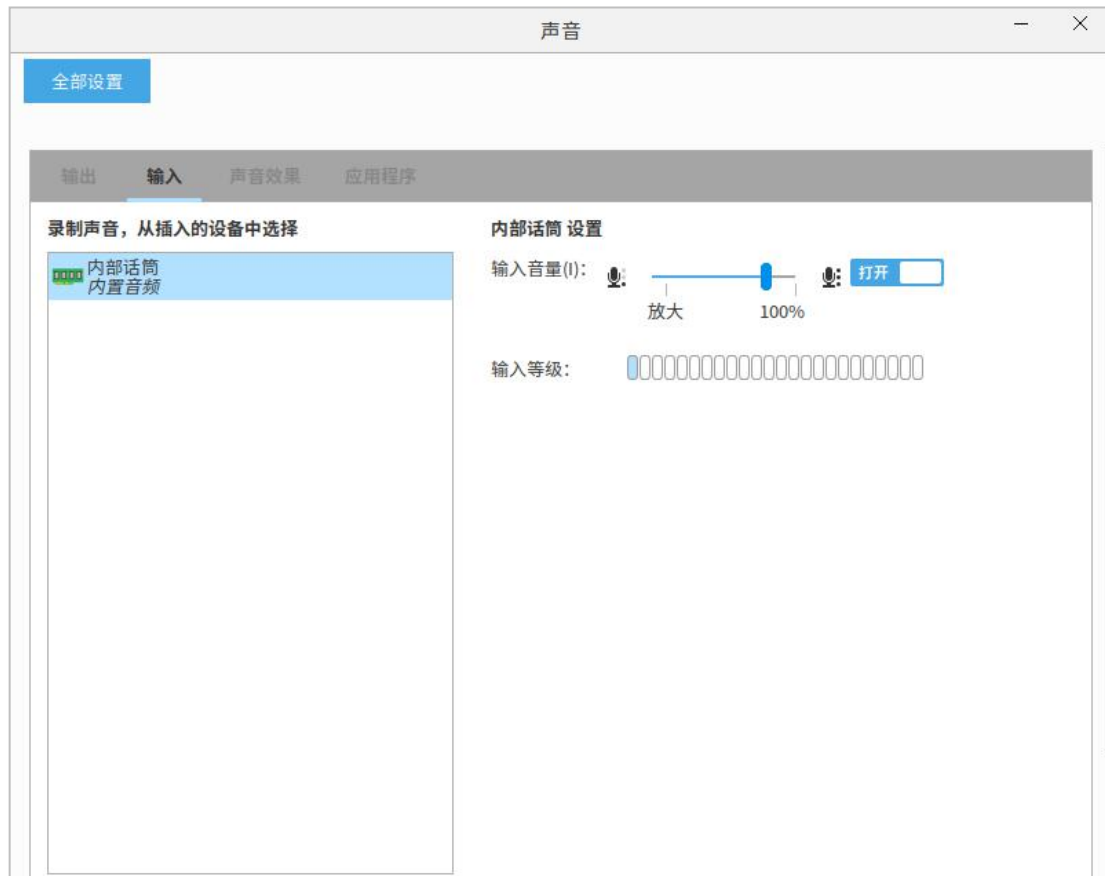 声音
全部设置
输出 输入 声音效果 应用程序
录制声音，从插入的设备中选择
内部话筒
内置音频
内部话筒 设置
输入音量(I)： 打开
放大 100%
输入等级：